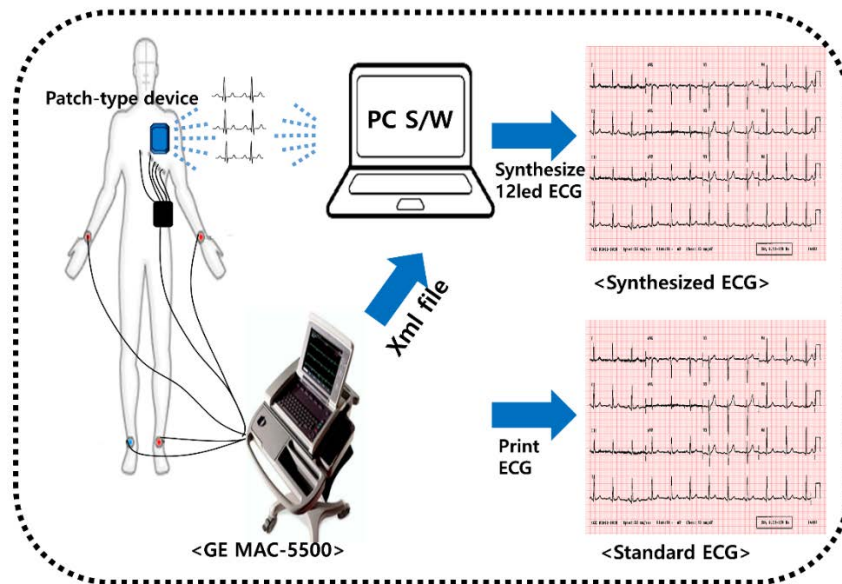 Patch-type device
PC S/W
Synthesize
12led ECG
<Synthesized ECG>
Xml file
Print
ECG
<GE MAC-5500>
<Standard ECG>